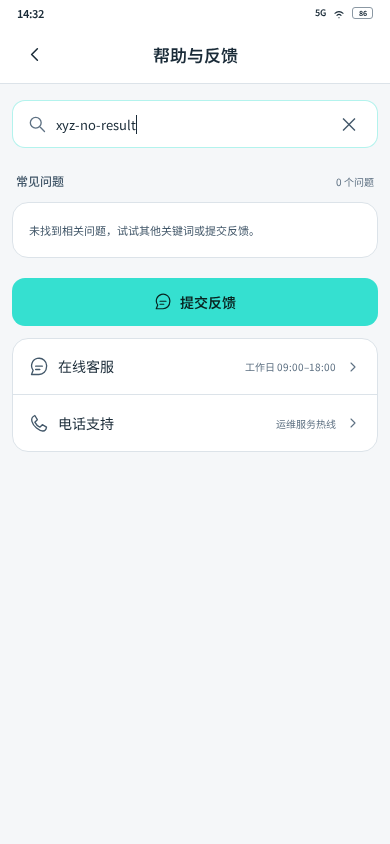 14:32
5G
86
帮助与反馈
xyz-no-result
常见问题
0 个问题
未找到相关问题，试试其他关键词或提交反馈。
提交反馈
在线客服
工作日 09:00–18:00
电话支持
运维服务热线